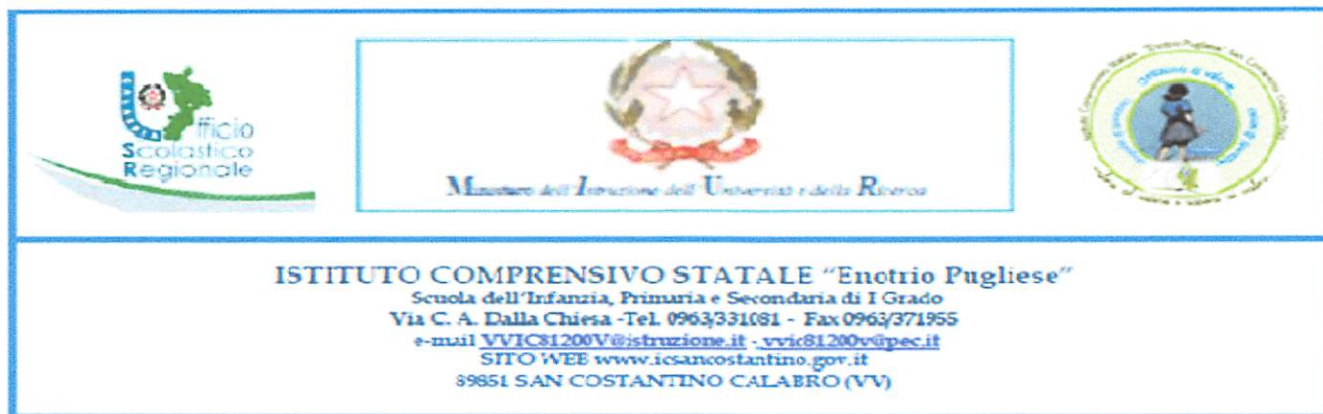 CALABRIA
Ufficio
Scolastico
Regionale
Ministero dell'Istruzione dell'Università e della Ricerca
ISTITUTO COMPRENSIVO STATALE "Enotrio Pugliese"
Scuola dell'Infanzia, Primaria e Secondaria di I Grado
Via C. A. Dalla Chiesa -Tel. 0963/331081 - Fax 0963/371955
e-mail VVIC81200V@istruzione.it - vvic81200v@pec.it
SITO WEB www.icsancostantino.gov.it
89851 SAN COSTANTINO CALABRO (VV)